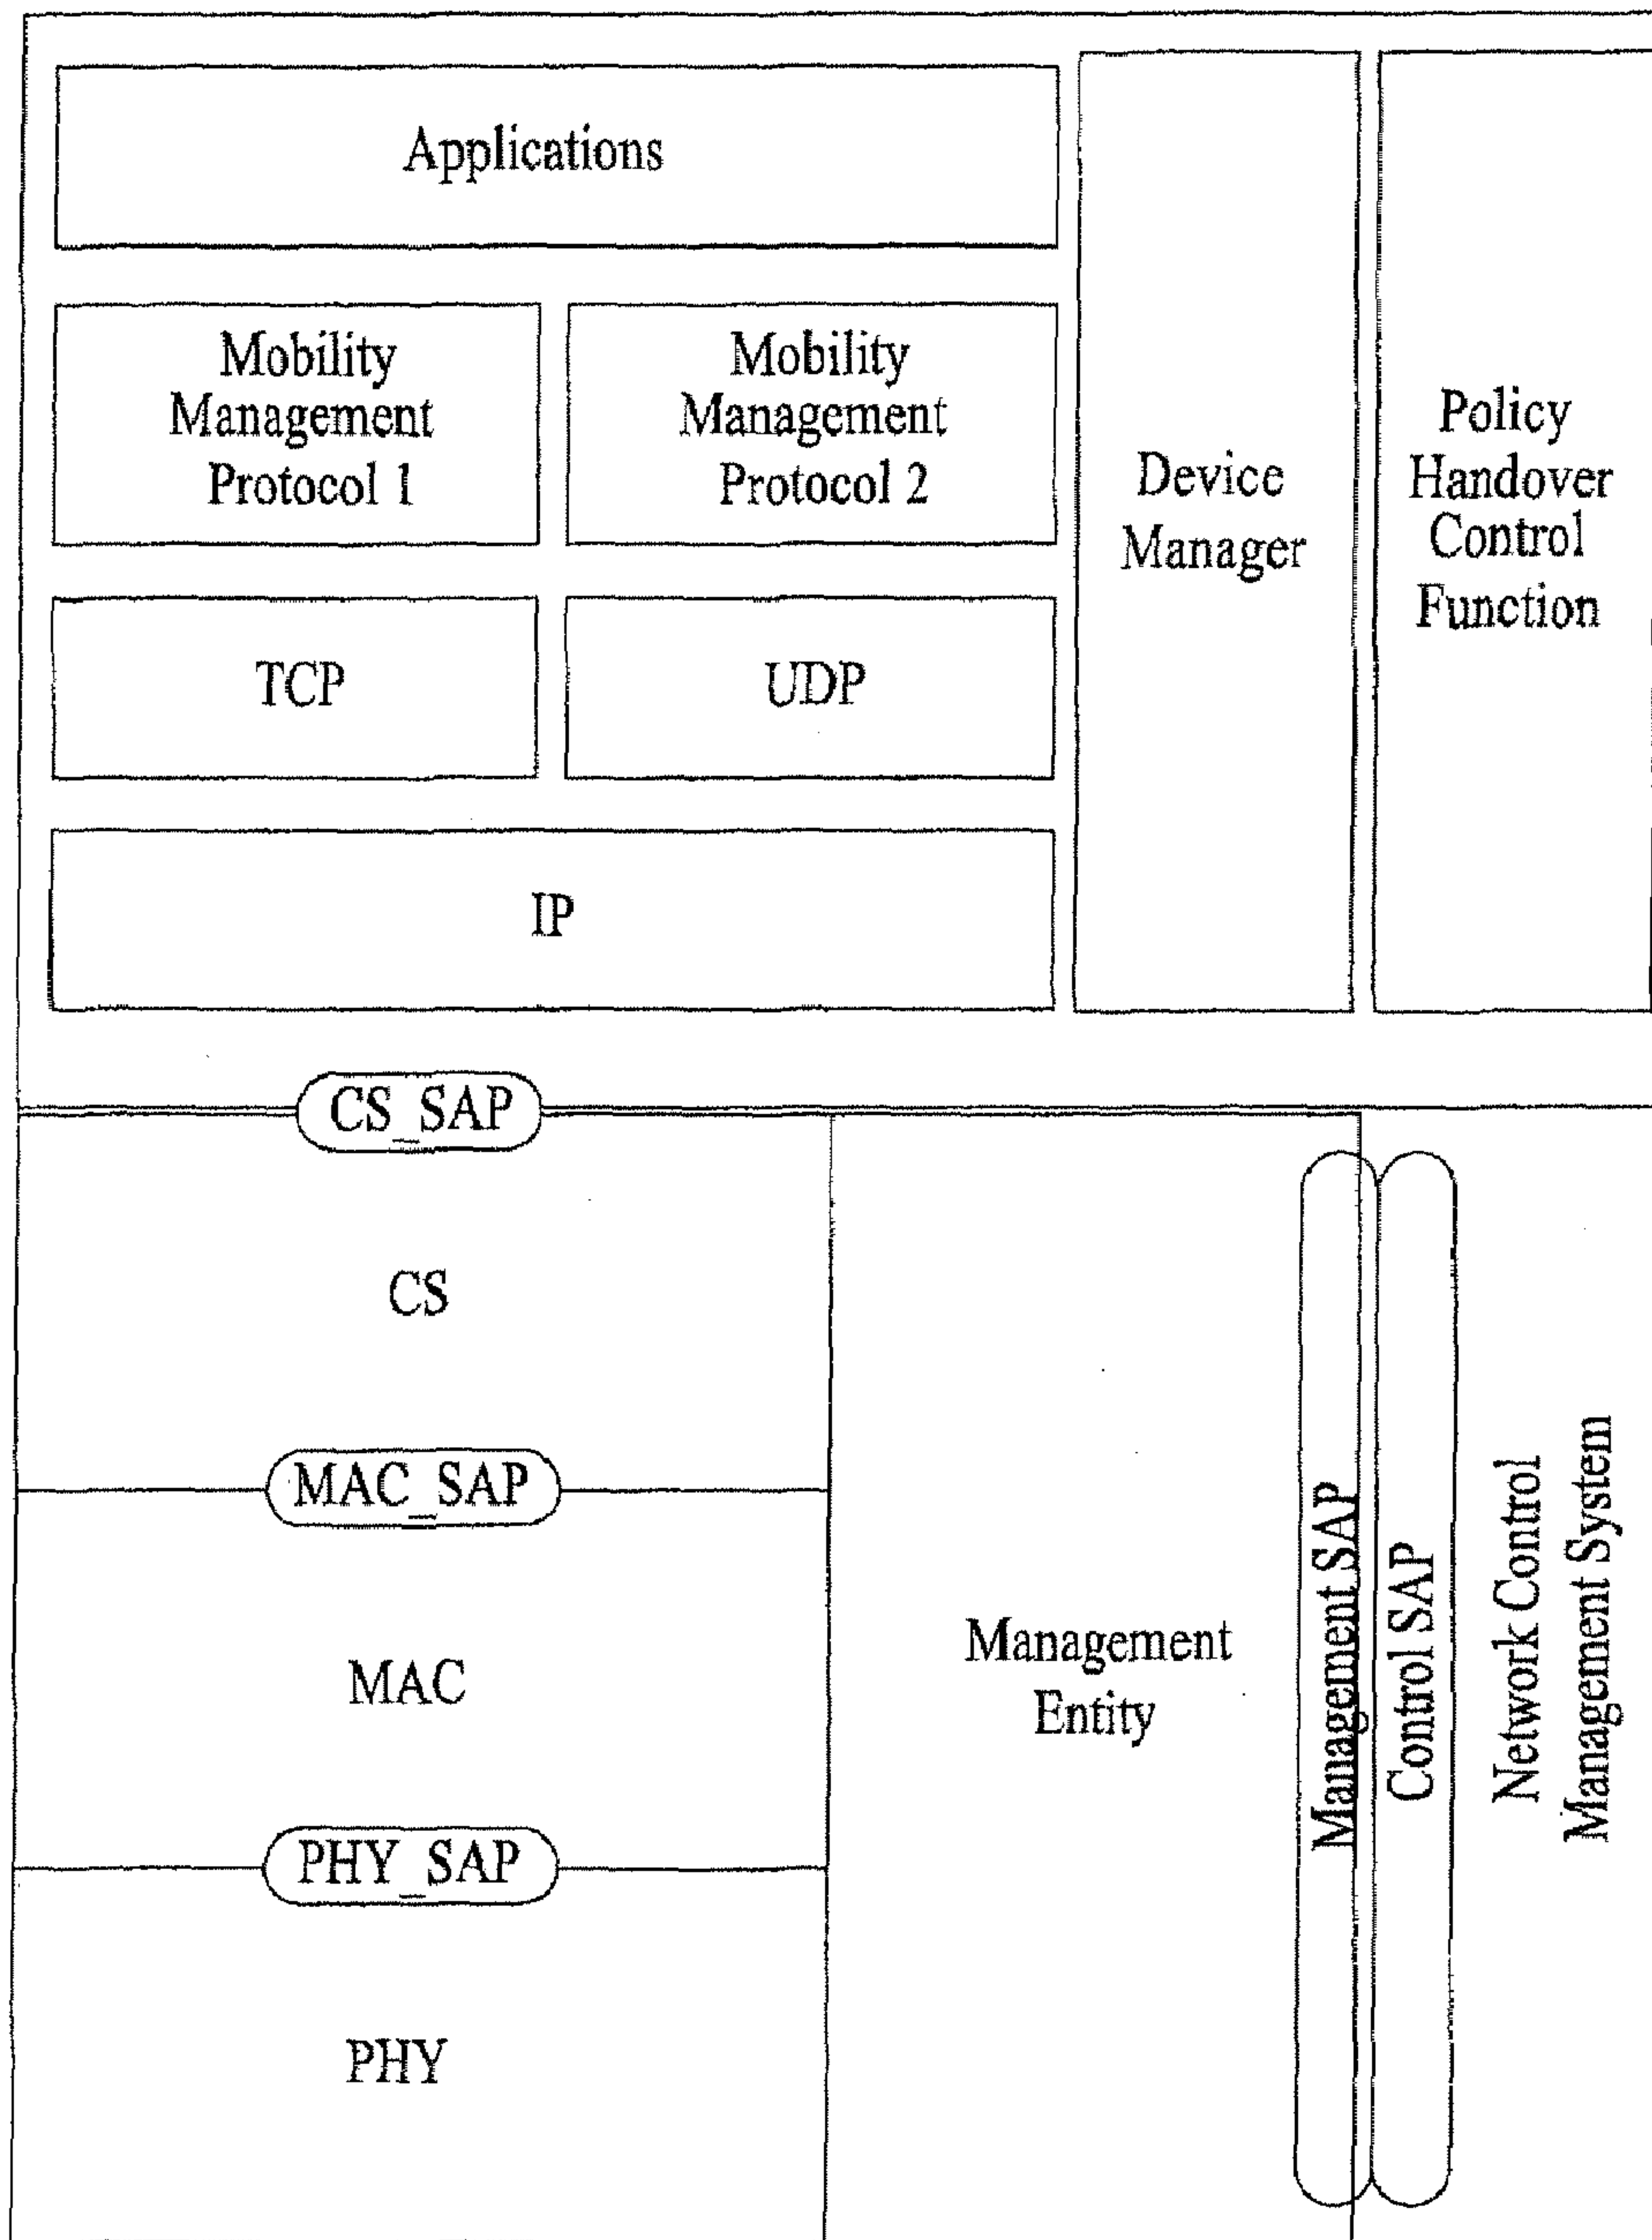 Applications
Mobility
Management
Protocol 1
Mobility
Management
Protocol 2
Device
Manager
Policy
Handover
Control
Function
TCP
UDP
IP
CS_SAP
CS
MAC_SAP
MAC
PHY_SAP
PHY
Management
Entity
Management SAP
Control SAP
Network Control
Management System